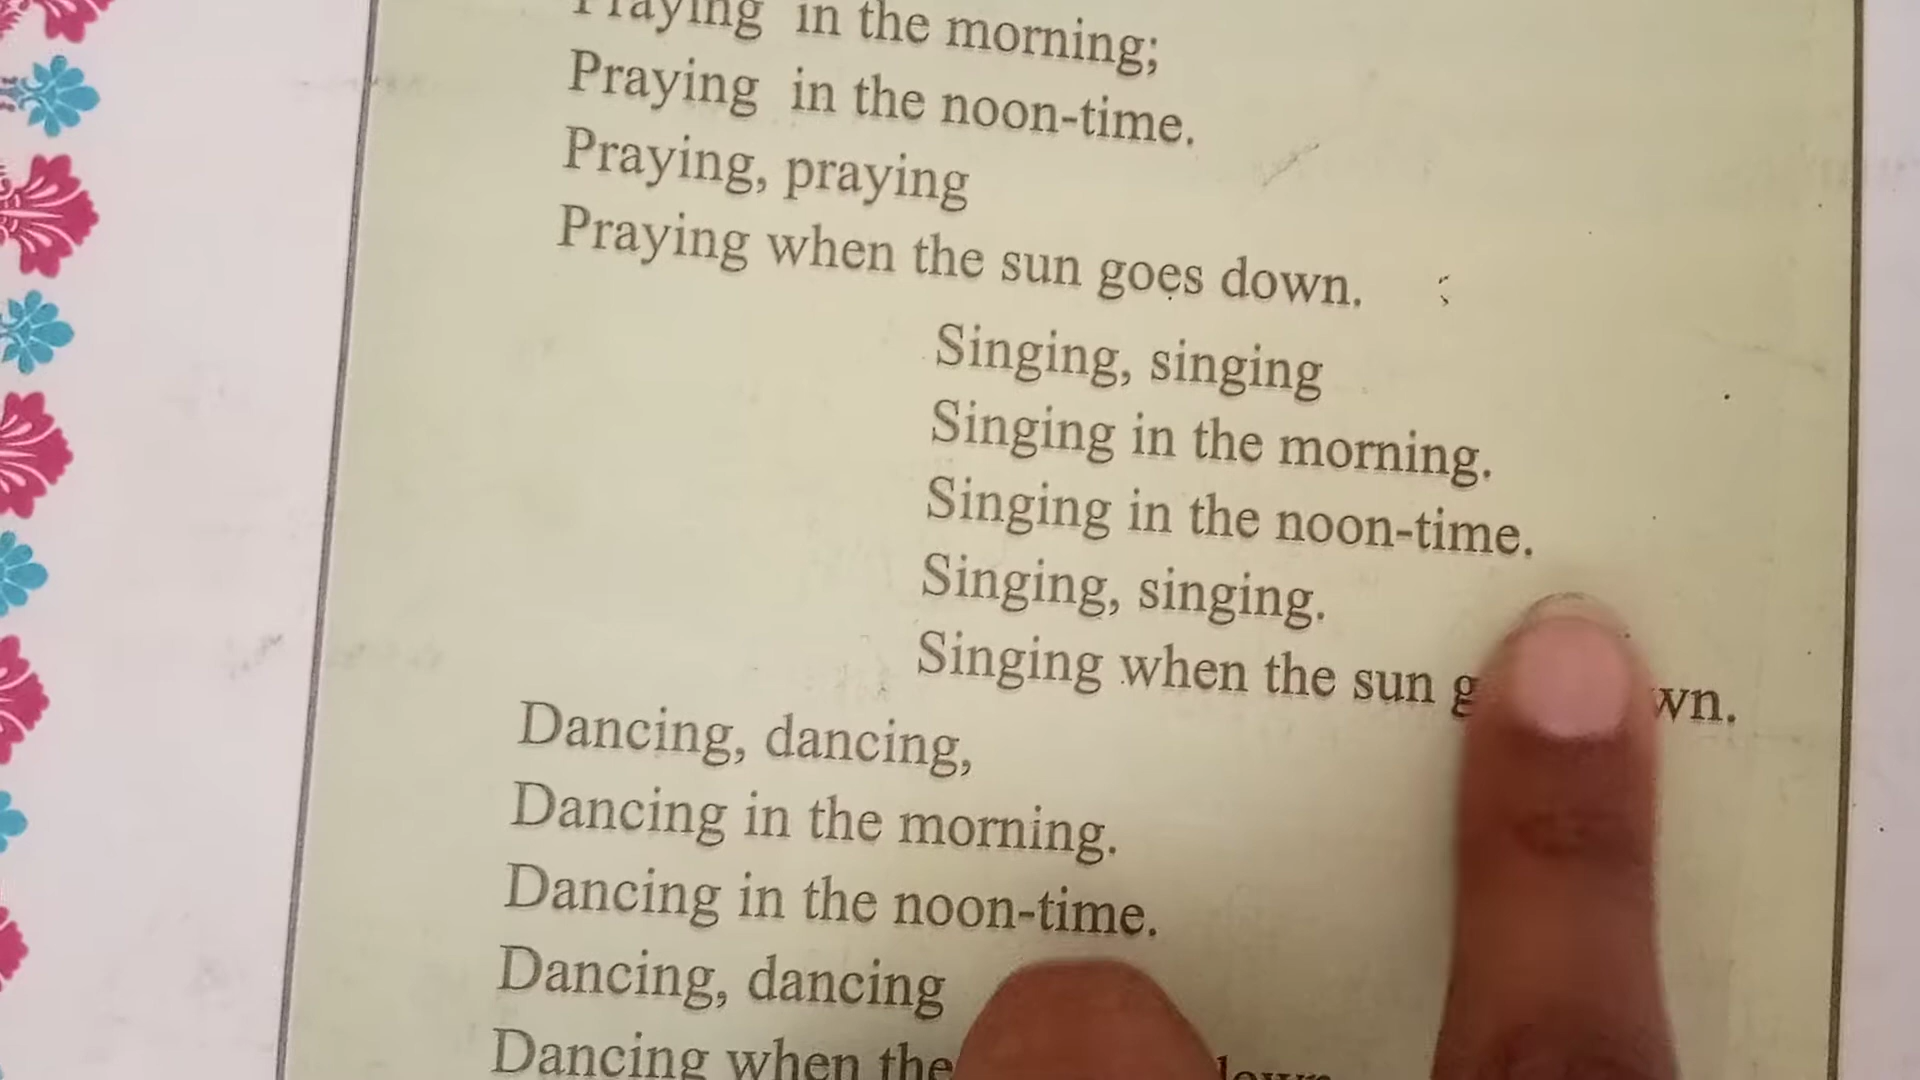 Praying in the morning;
Praying in the noon-time.
Praying, praying
Praying when the sun goes down.
Singing, singing
Singing in the morning.
Singing in the noon-time.
Singing, singing.
Singing when the sun
Dancing, dancing,
Dancing in the morning.
Dancing in the noon-time.
Dancing, dancing
Dancing when the